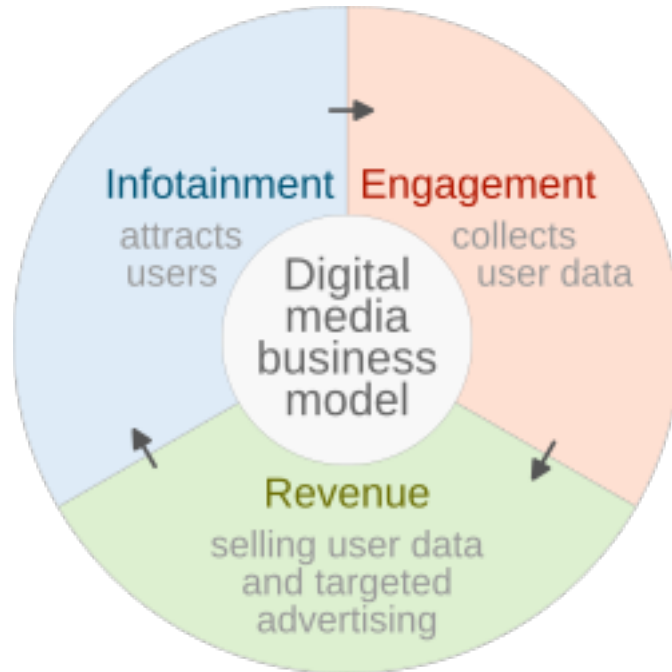 Infotainment
attracts
users
Engagement
collects
user data
Digital
media
business
model
Revenue
selling user data
and targeted
advertising